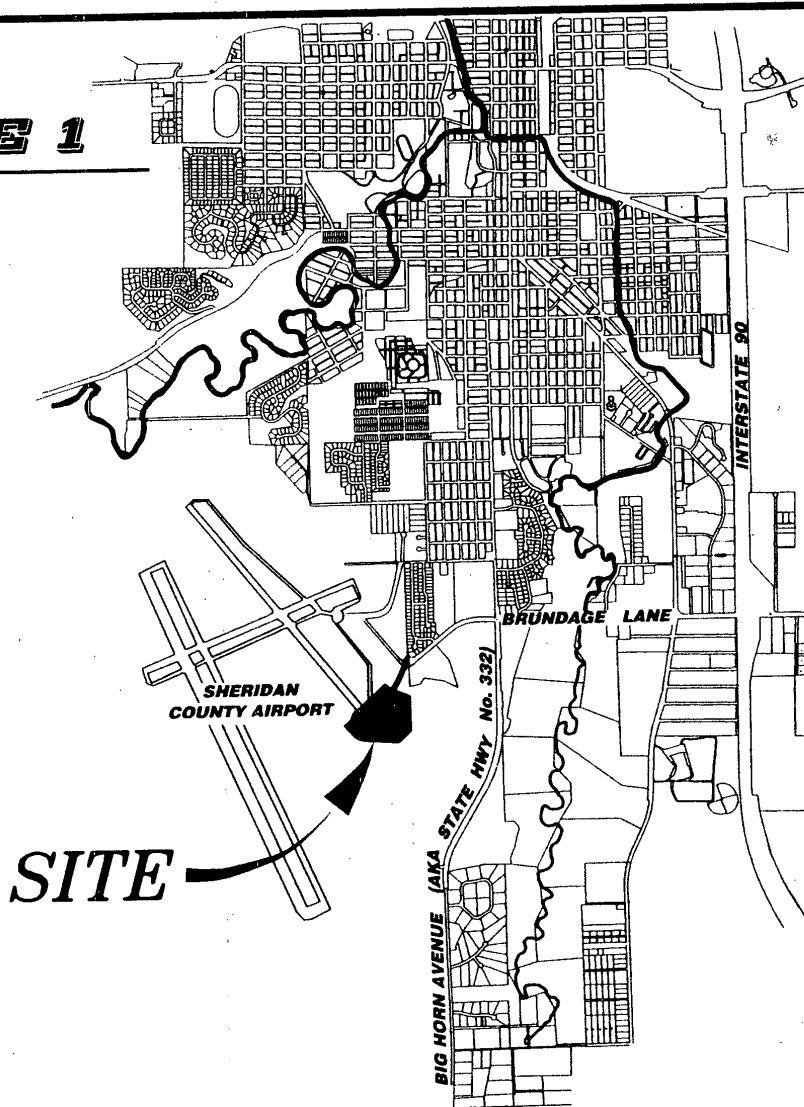 E 1
INTERSTATE 90
BRUNDAGE LANE
SHERIDAN
COUNTY AIRPORT
BIG HORN AVENUE (AKA STATE HWY No. 332)
SITE